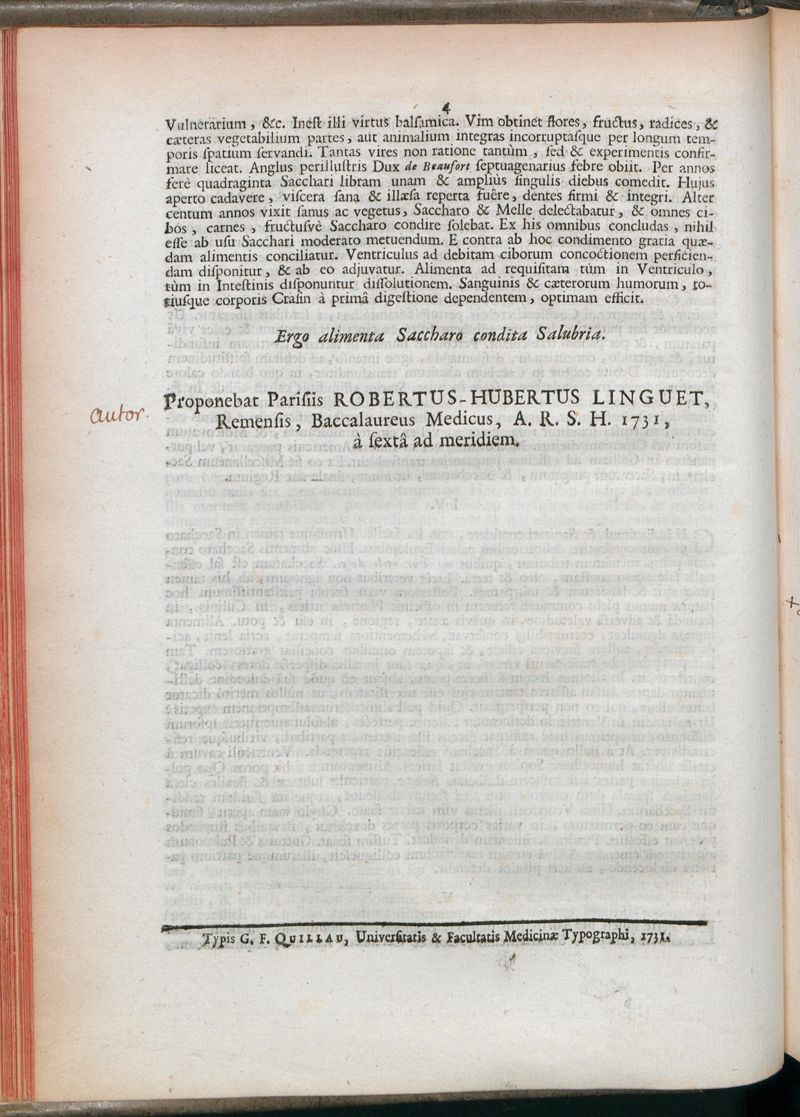 4
Vulnerarium, &c. Ineſt illi virtus balſamica. Vim obtinet flores, fructus, radices, &
cæteras vegetabilium partes, aut animalium integras incorruptaſque per longum tem-
poris ſpatium ſervandi. Tantas vires non ratione tantùm, ſed & experimentis confir-
mare liceat. Anglus perilluſtris Dux de Beaufort ſeptuagenarius febre obiit. Per annos
ferè quadraginta Sacchari libram unam & ampliùs ſingulis diebus comedit. Hujus
aperto cadavere, viſcera ſana & illæſa reperta fuêre, dentes firmi & integri. Alter
centum annos vixit ſanus ac vegetus, Saccharo & Melle delectabatur, & omnes ci-
bos, carnes, fructuſvè Saccharo condire ſolebat. Ex his omnibus concludas, nihil
eſſe ab uſu Sacchari moderato metuendum. E contra ab hoc condimento gratia quæ-
dam alimentis conciliatur. Ventriculus ad debitam ciborum concoctionem perficien-
dam diſponitur, & ab eo adjuvatur. Alimenta ad requiſitam tùm in Ventriculo,
tùm in Inteſtinis diſponuntur diſſolutionem. Sanguinis & cæterorum humorum, to-
tiuſque corporis Craſin à primâ digeſtione dependentem, optimam efficit.
Ergo alimenta Saccharo condita Salubria.
autor.
Proponebat Pariſiis ROBERTUS-HUBERTUS LINGUET,
Remenſis, Baccalaureus Medicus, A. R. S. H. 1731,
à ſextâ ad meridiem.
Typis G. F. QUILLAU, Univerſitatis & Facultatis Medicinæ Typographi, 1731.